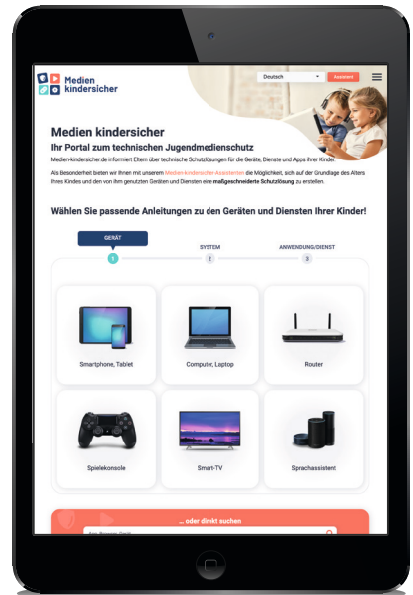 Medien
kindersicher
Deutsch
Assistent
Medien kindersicher
Ihr Portal zum technischen Jugendmedienschutz
Medien-kindersicher.de informiert Eltern über technische Schutzlösungen für die Geräte, Dienste und Apps ihrer Kinder.
Als Besonderheit bieten wir Ihnen mit unserem Medien-kindersicher-Assistenten die Möglichkeit, sich auf der Grundlage des Alters
Ihres Kindes und den von ihm genutzten Geräten und Diensten eine maßgeschneiderte Schutzlösung zu erstellen.
Wählen Sie passende Anleitungen zu den Geräten und Diensten Ihrer Kinder!
GERÄT
SYSTEM
ANWENDUNG/DIENST
1
3
Smartphone, Tablet
Computer, Laptop
Router
Spielekonsole
Smart-TV
Sprachassistent
... oder direkt suchen